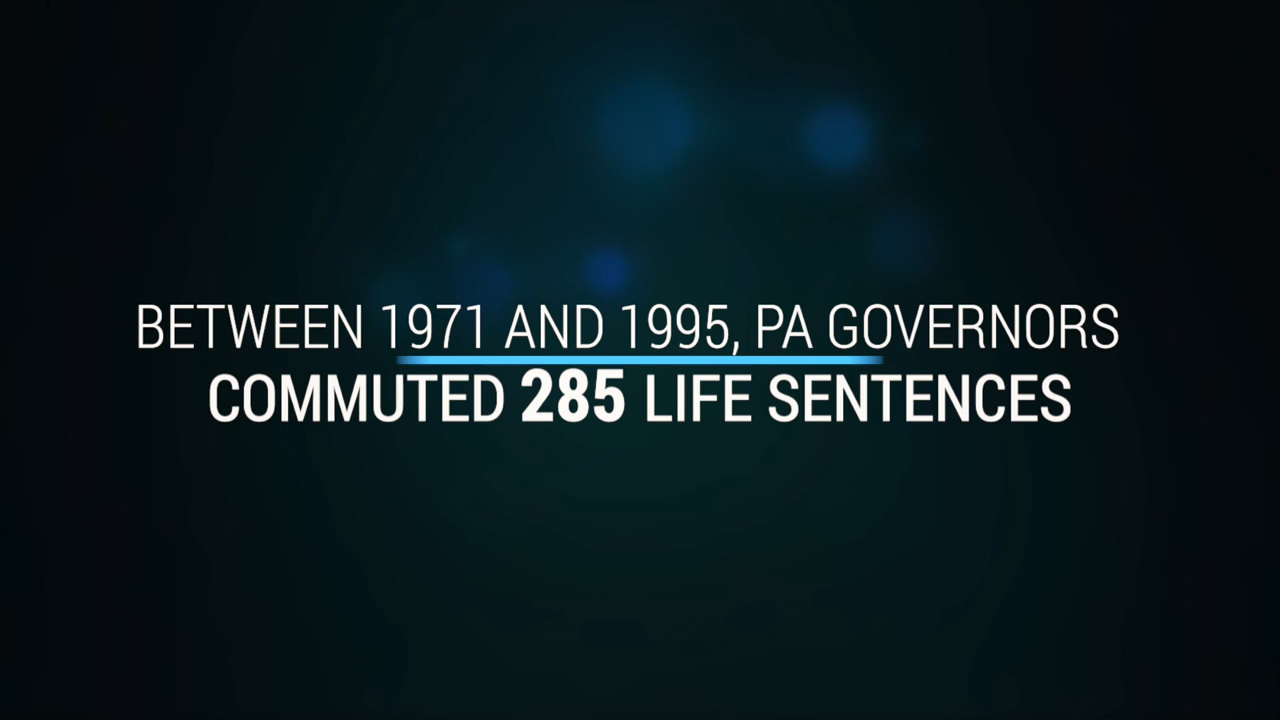 BETWEEN 1971 AND 1995, PA GOVERNORS
COMMUTED 285 LIFE SENTENCES